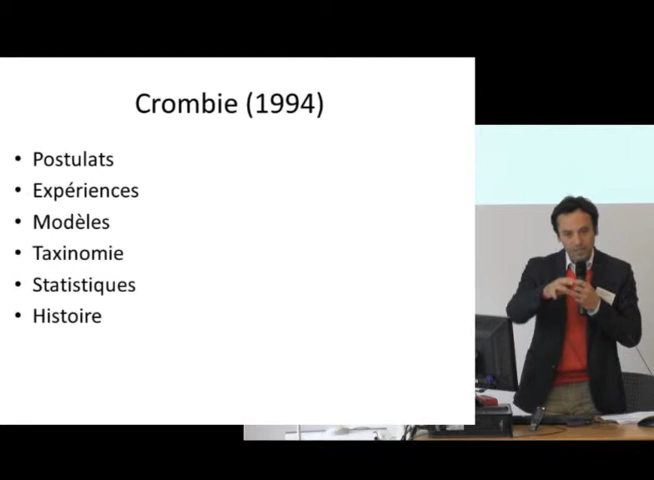 Crombie (1994)
• Postulats
• Expériences
• Modèles
• Taxinomie
• Statistiques
• Histoire